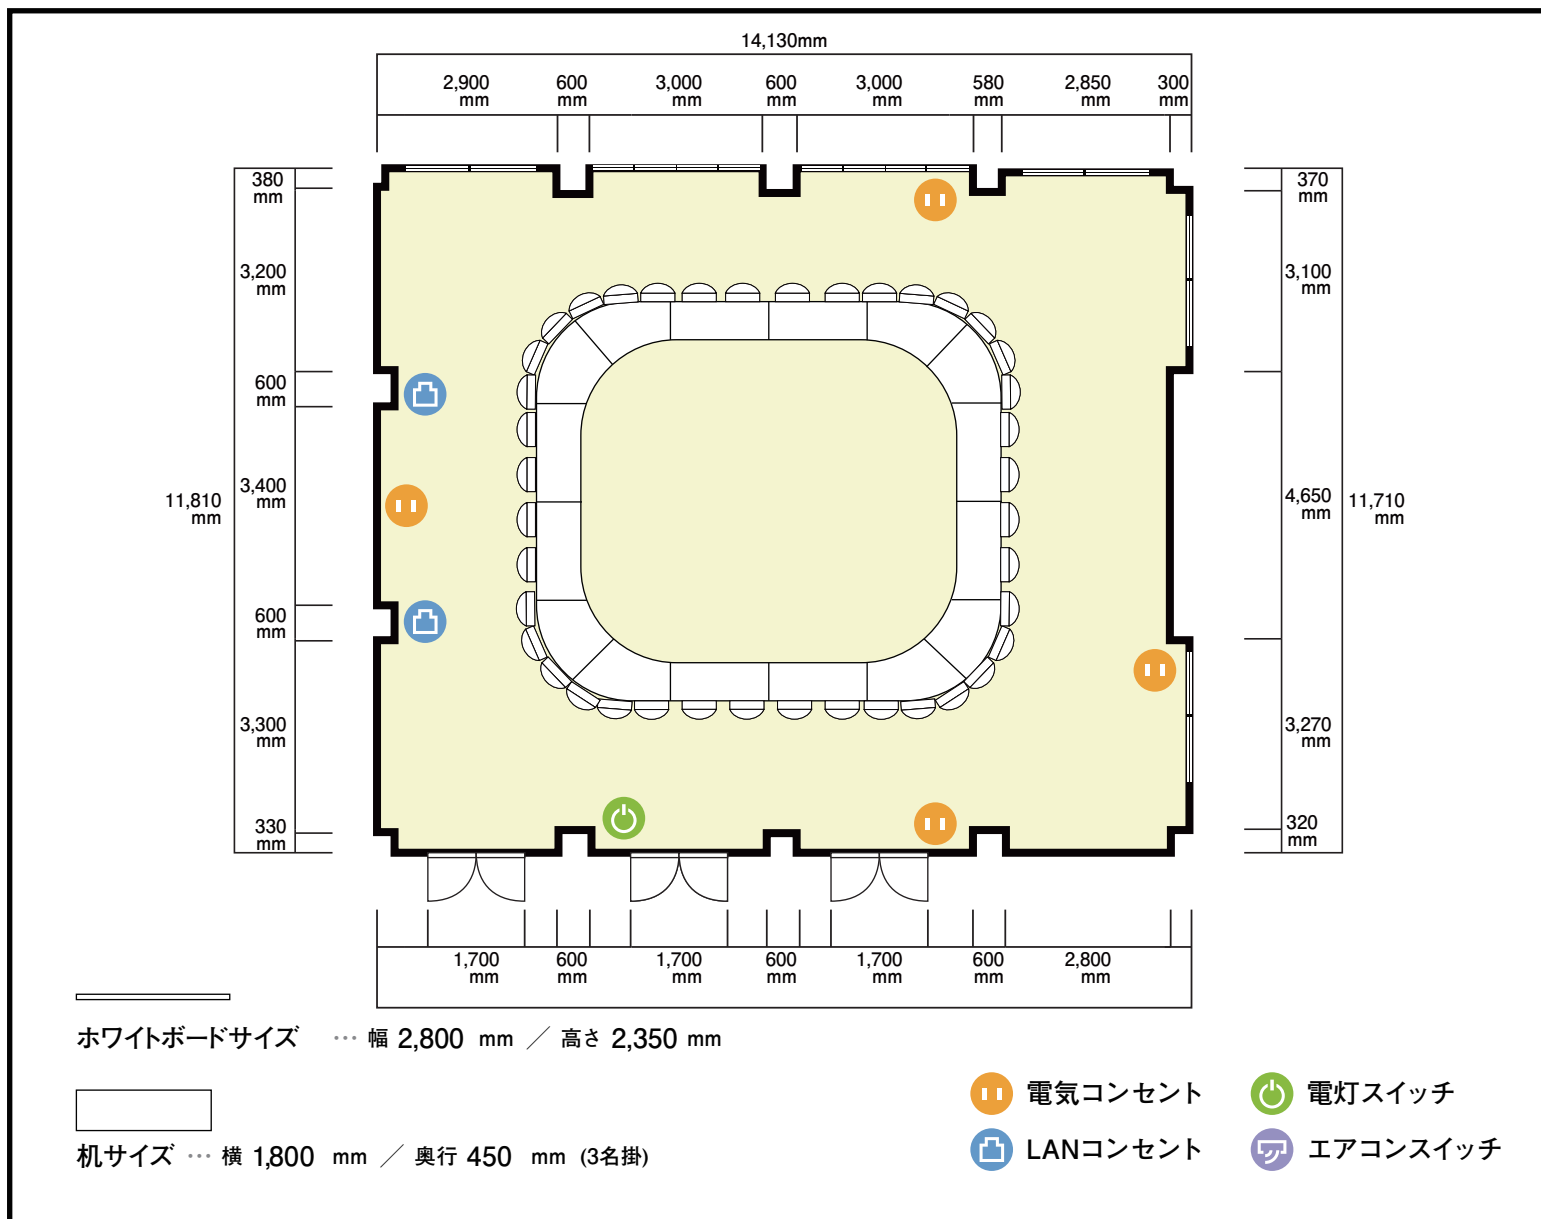 14,130mm
2,900 mm
600 mm
3,000 mm
600 mm
3,000 mm
580 mm
2,850 mm
300 mm
380 mm
3,200 mm
600 mm
3,400 mm
600 mm
3,300 mm
330 mm
11,810 mm
370 mm
3,100 mm
4,650 mm
3,270 mm
320 mm
11,710 mm
1,700 mm
600 mm
1,700 mm
600 mm
1,700 mm
600 mm
2,800 mm
ホワイトボードサイズ … 幅 2,800 mm ／ 高さ 2,350 mm
机サイズ … 横 1,800 mm ／ 奥行 450 mm (3名掛)
電気コンセント
電灯スイッチ
LANコンセント
エアコンスイッチ